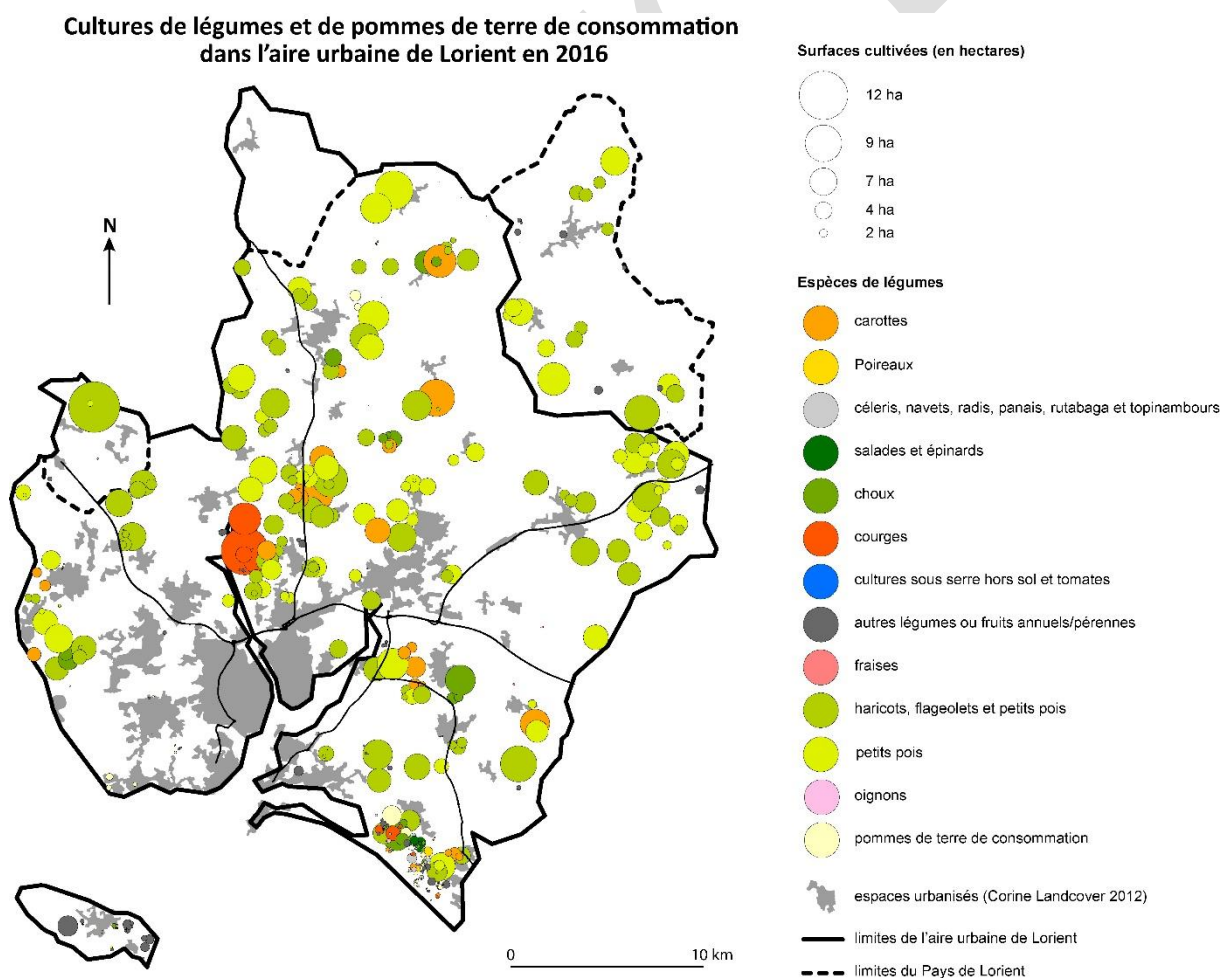 Cultures de légumes et de pommes de terre de consommation
dans l'aire urbaine de Lorient en 2016
N
0 10 km
Surfaces cultivées (en hectares)
12 ha
9 ha
7 ha
4 ha
2 ha
Espèces de légumes
carottes
Poireaux
céleris, navets, radis, panais, rutabaga et topinambours
salades et épinards
choux
courges
cultures sous serre hors sol et tomates
autres légumes ou fruits annuels/pérennes
fraises
haricots, flageolets et petits pois
petits pois
oignons
pommes de terre de consommation
espaces urbanisés (Corine Landcover 2012)
limites de l'aire urbaine de Lorient
limites du Pays de Lorient